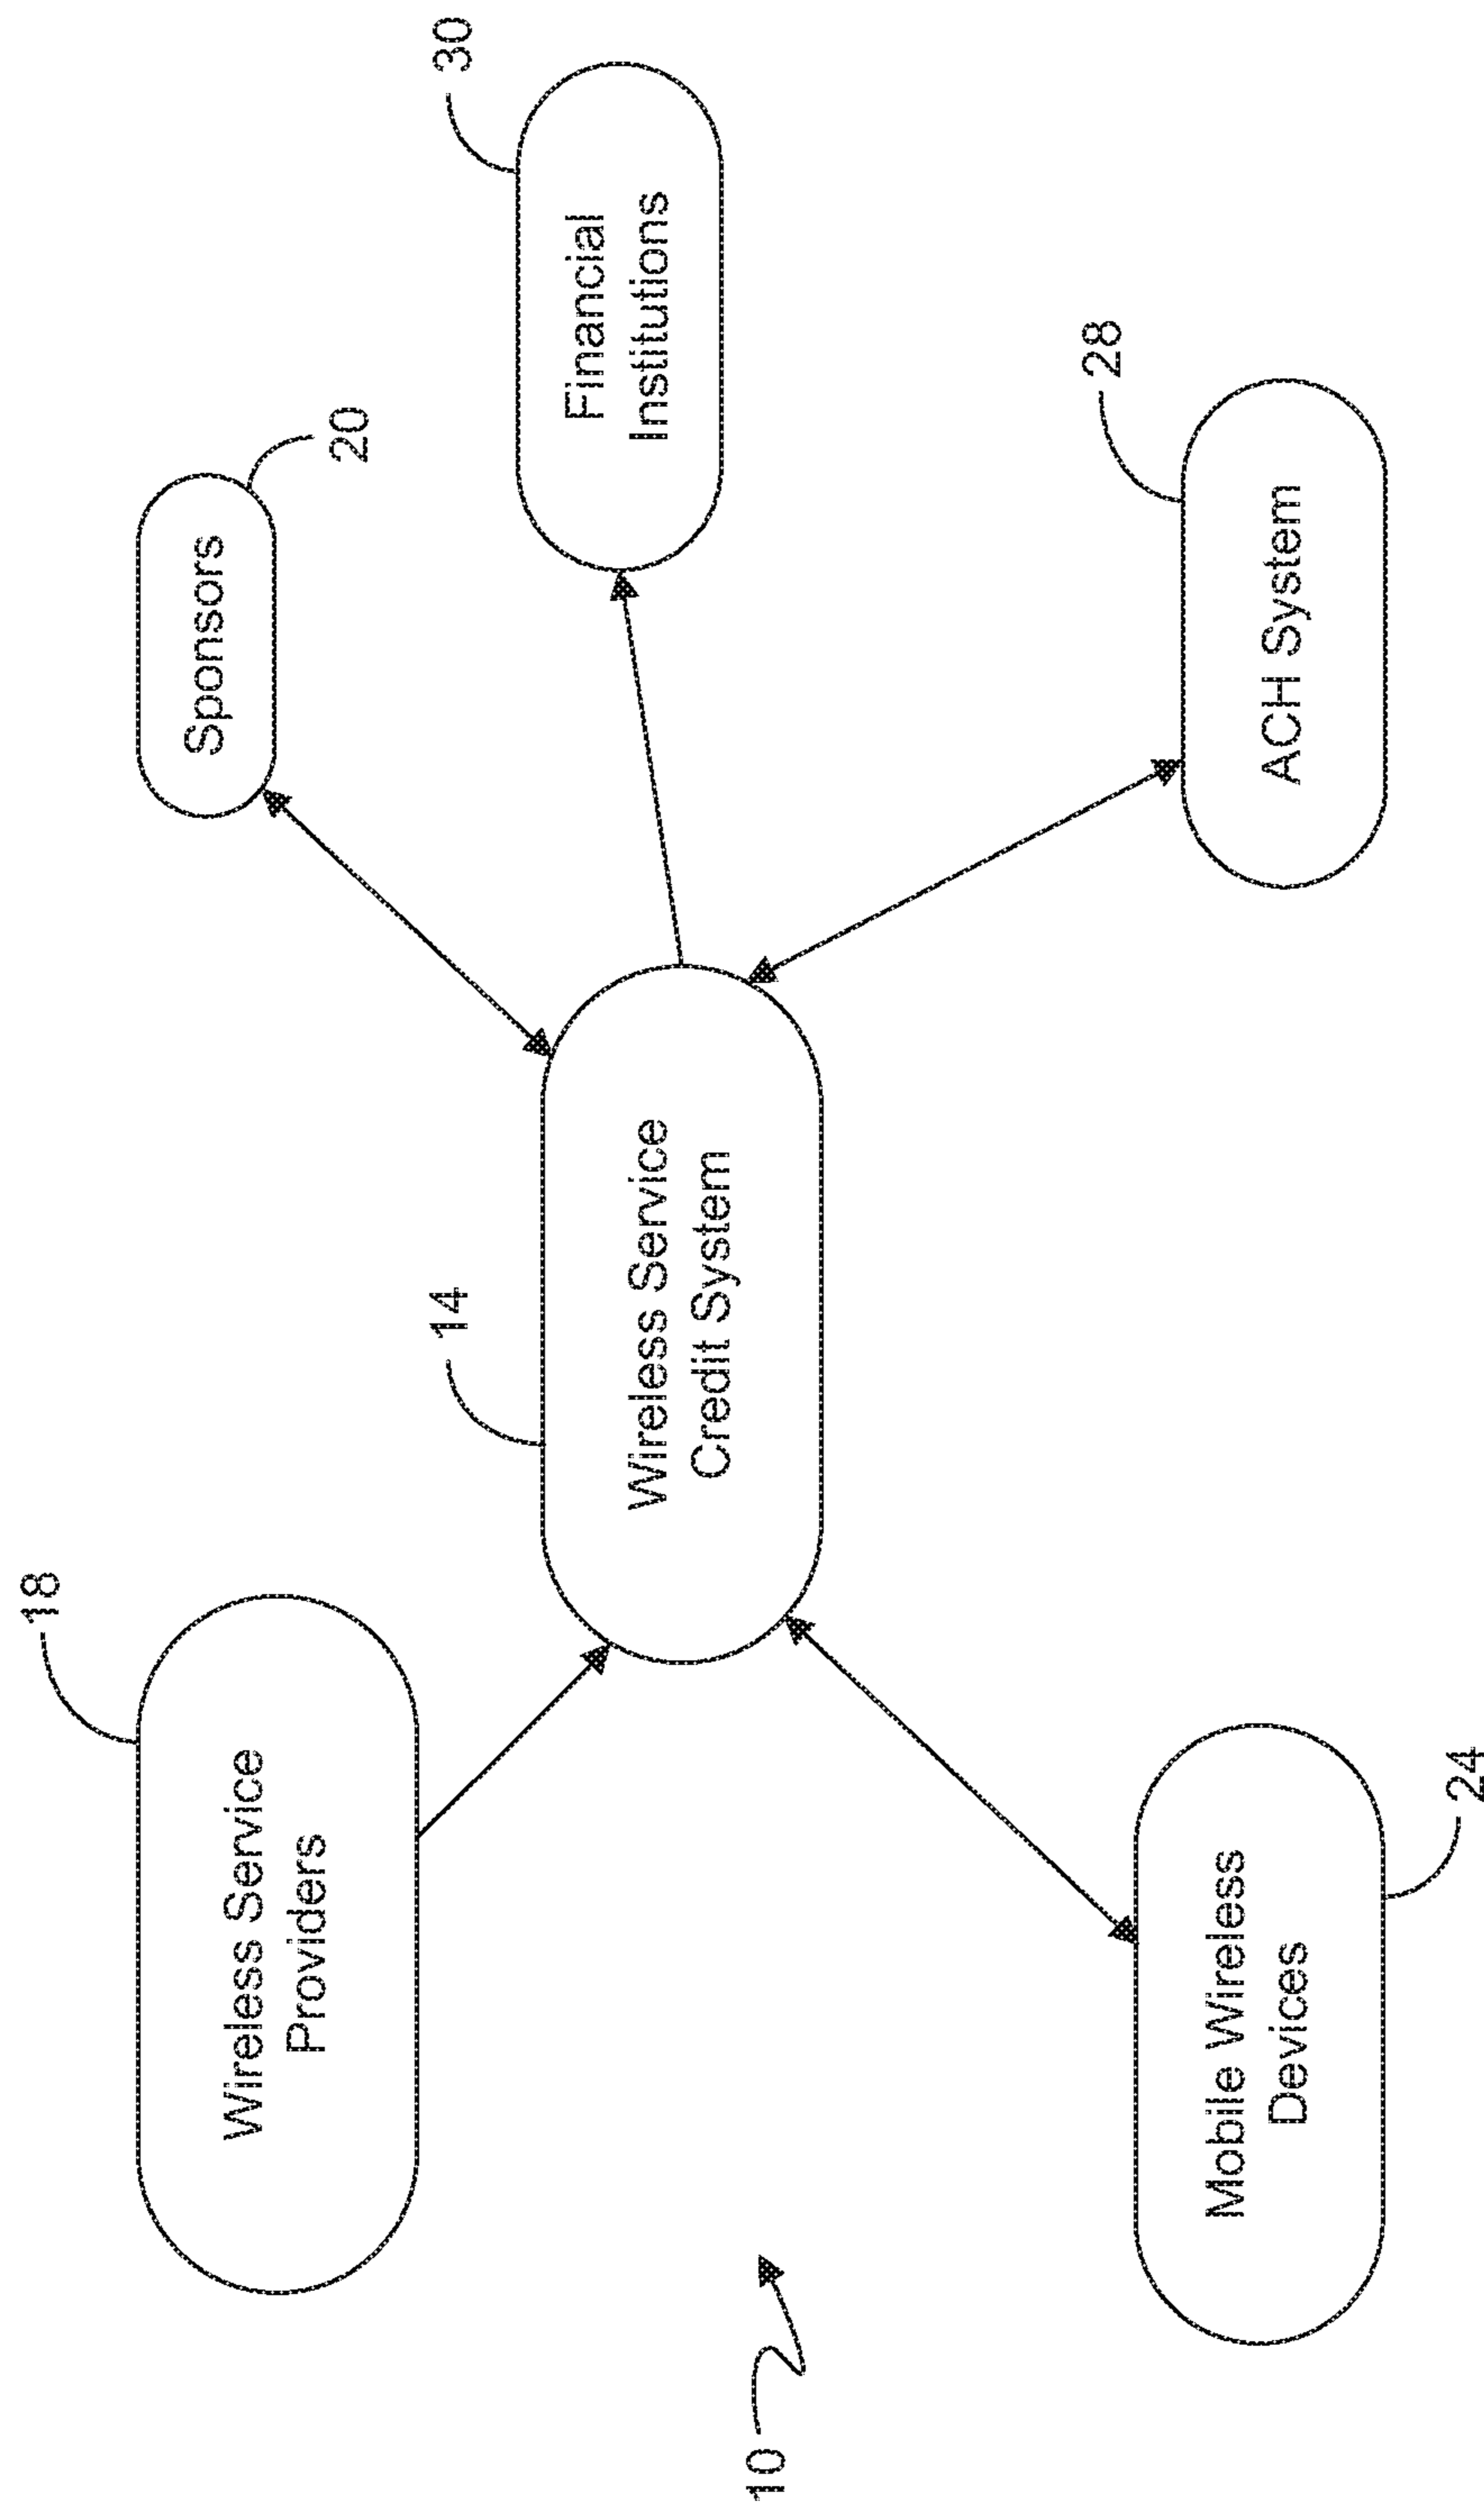 18
Wireless Service
Providers
14
Wireless Service
Credit System
Sponsors
20
30
Financial
Institutions
10
Mobile Wireless
Devices
24
28
ACH System